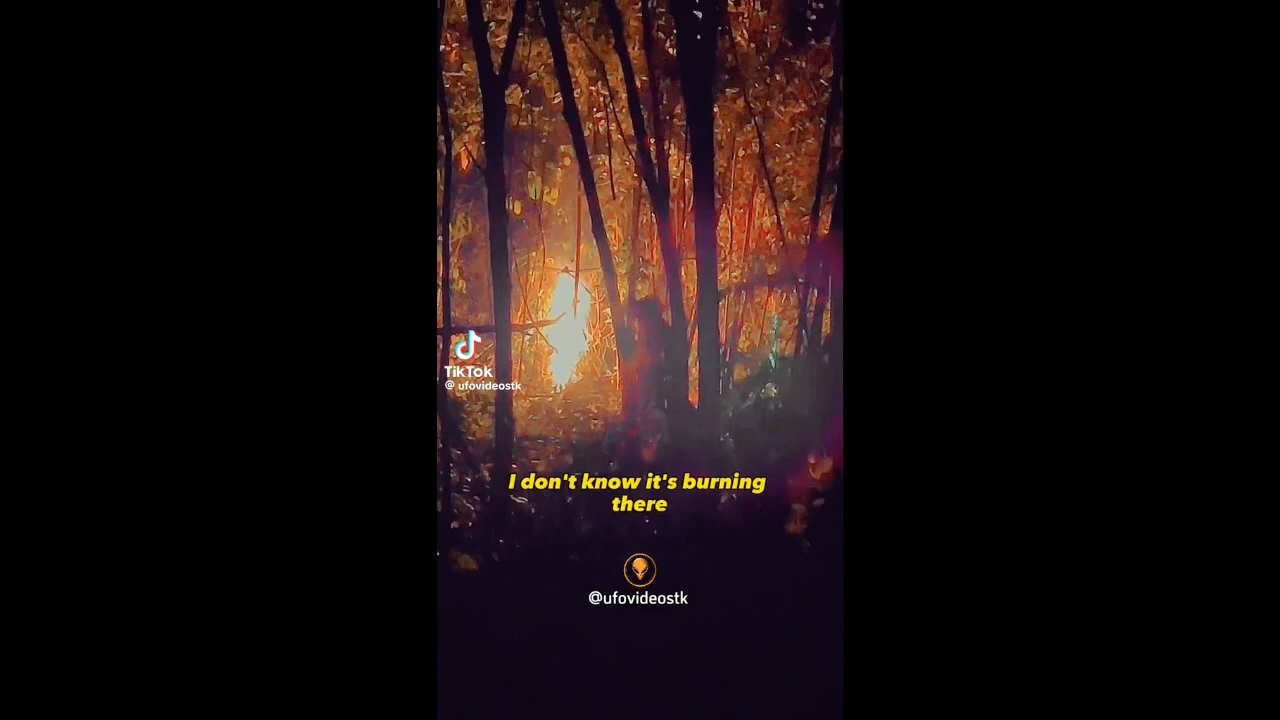 TikTok
@ ufovideostk
I don't know it's burning
there
@ufovideostk